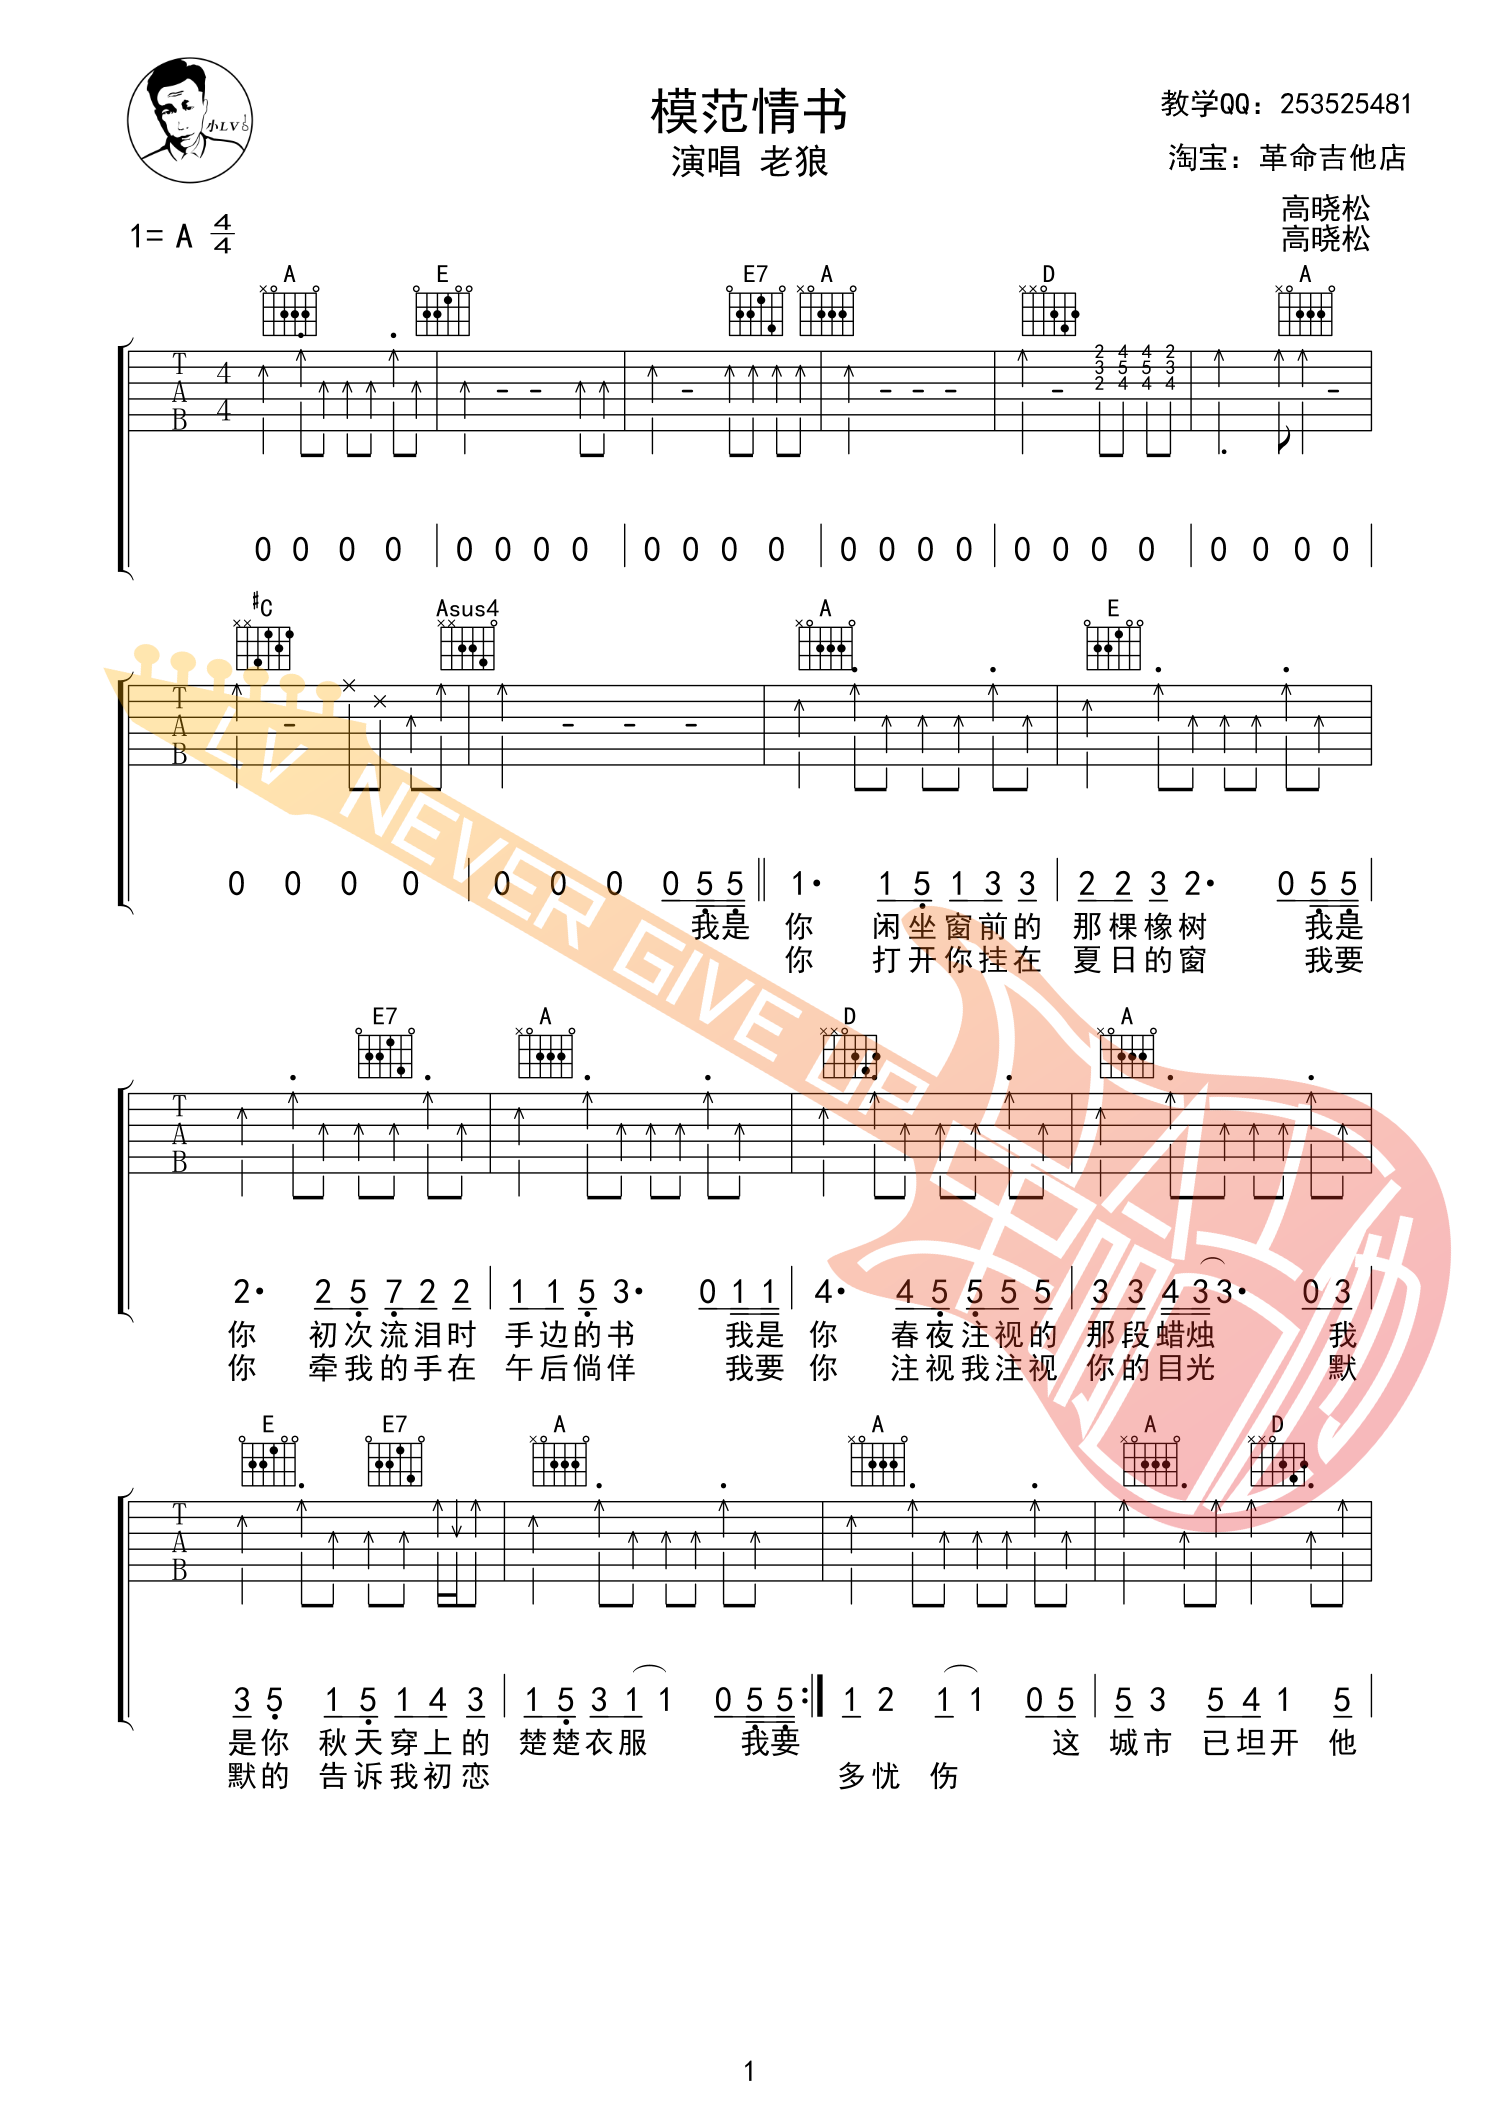 小LV
模范情书
演唱 老狼
教学QQ: 253525481
淘宝: 革命吉他店
高晓松
高晓松
1= A 4/4
A E E7 A D A
T A B 4 4
2 4 4 2
3 5 5 3
2 4 4 4
0 0 0 0 | 0 0 0 0 | 0 0 0 0 | 0 0 0 0 | 0 0 0 0 | 0 0 0 0 |
#C Asus4 A E
T A B
0 0 0 0 | 0 0 0 0 5 5 || 1· 1 5 1 3 3 | 2 2 3 2· 0 5 5 |
我是 你 闲坐窗前的 那棵橡树 我是
你 打开你挂在 夏日的窗 我要
E7 A D A
T A B
2· 2 5 7 2 2 | 1 1 5 3· 0 1 1 | 4· 4 5 5 5 5 | 3 3 4 3 3· 0 3 |
你 初次流泪时 手边的书 我是 你 春夜注视的 那段蜡烛 我
你 牵我的手在 午后倘佯 我要 你 注视我注视 你的目光 默
E E7 A A A D
T A B
3 5 1 5 1 4 3 | 1 5 3 1 1 0 5 5 :| 1 2 1 1 0 5 | 5 3 5 4 1 5 |
是你 秋天穿上的 楚楚衣服 我要 这 城市 已坦开 他
默的 告诉我初恋 多忧 伤
LV NEVER GIVE UP
1